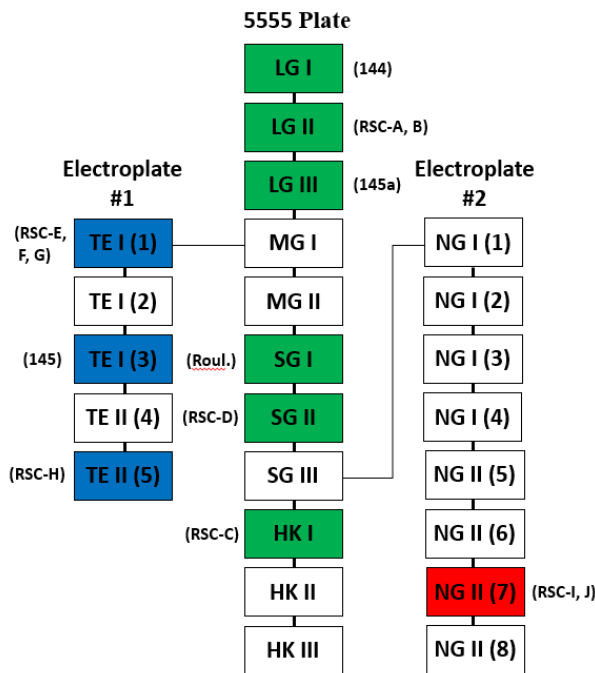 5555 Plate
LG I (144)
LG II (RSC-A, B)
Electroplate
#1
LG III (145a)
Electroplate
#2
(RSC-E,
F, G)
TE I (1)
MG I
NG I (1)
TE I (2)
MG II
NG I (2)
(145)
TE I (3)
(Roul.)
SG I
NG I (3)
TE II (4)
(RSC-D)
SG II
NG I (4)
(RSC-H)
TE II (5)
SG III
NG II (5)
(RSC-C)
HK I
NG II (6)
HK II
NG II (7)
(RSC-I, J)
HK III
NG II (8)